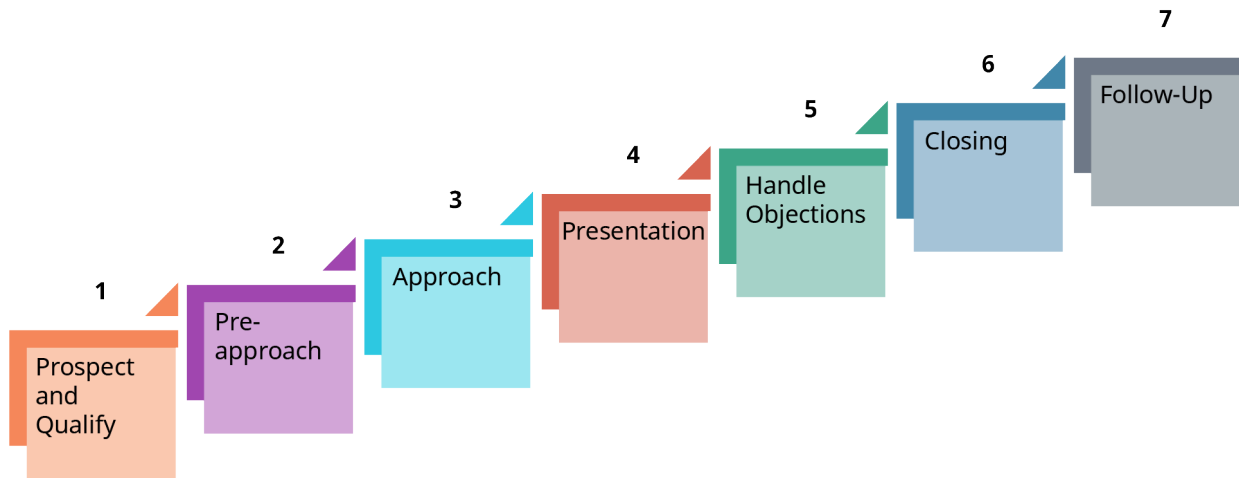 1
Prospect
and
Qualify
2
Pre-
approach
3
Approach
4
Presentation
5
Handle
Objections
6
Closing
7
Follow-Up